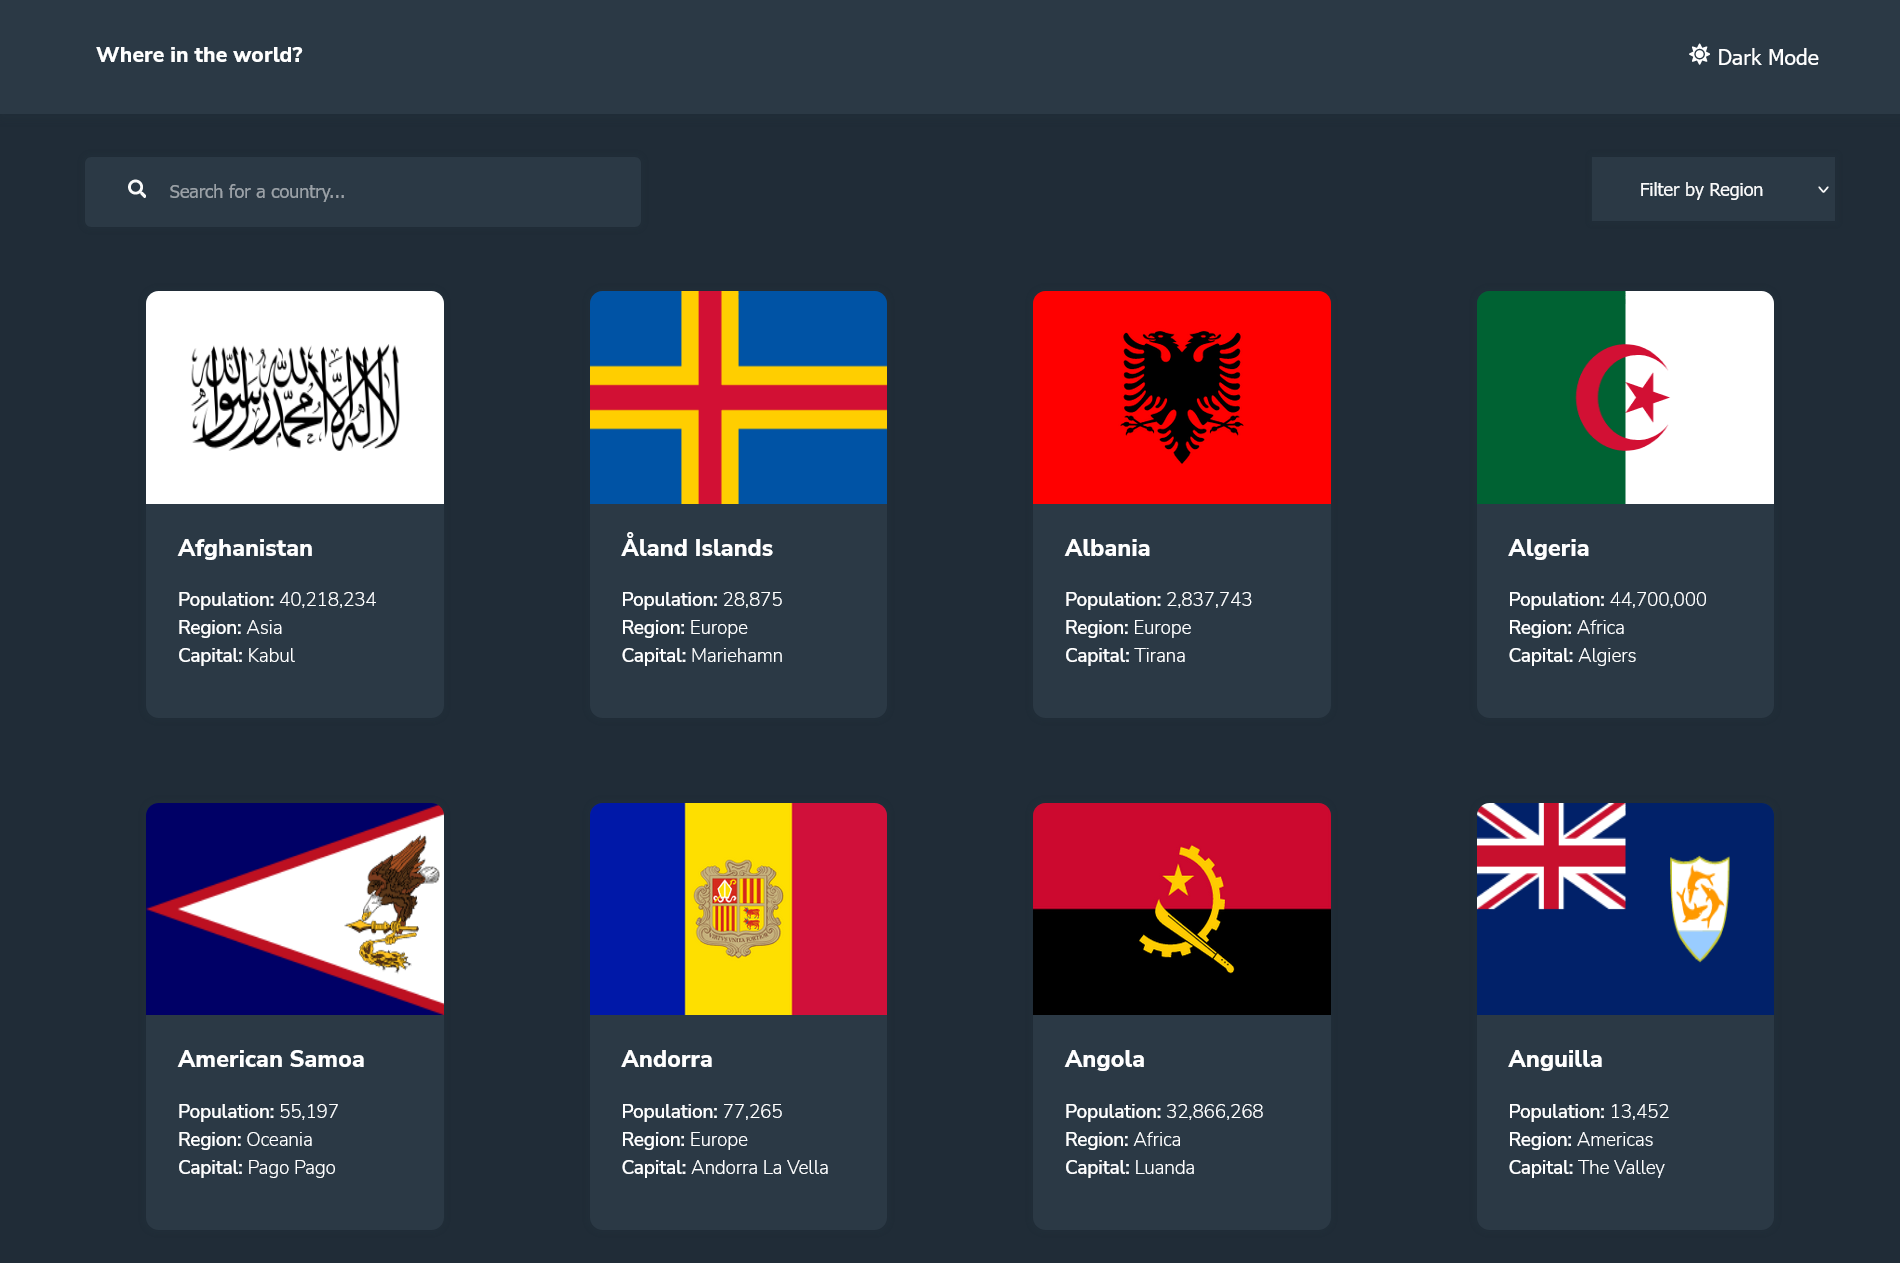 Where in the world?
Dark Mode
Search for a country...
Filter by Region
لا إله إلا الله محمد رسول الله
Afghanistan
Population: 40,218,234
Region: Asia
Capital: Kabul
Åland Islands
Population: 28,875
Region: Europe
Capital: Mariehamn
Albania
Population: 2,837,743
Region: Europe
Capital: Tirana
Algeria
Population: 44,700,000
Region: Africa
Capital: Algiers
American Samoa
Population: 55,197
Region: Oceania
Capital: Pago Pago
VIRTVS VNITA FORTIOR
Andorra
Population: 77,265
Region: Europe
Capital: Andorra La Vella
Angola
Population: 32,866,268
Region: Africa
Capital: Luanda
Anguilla
Population: 13,452
Region: Americas
Capital: The Valley